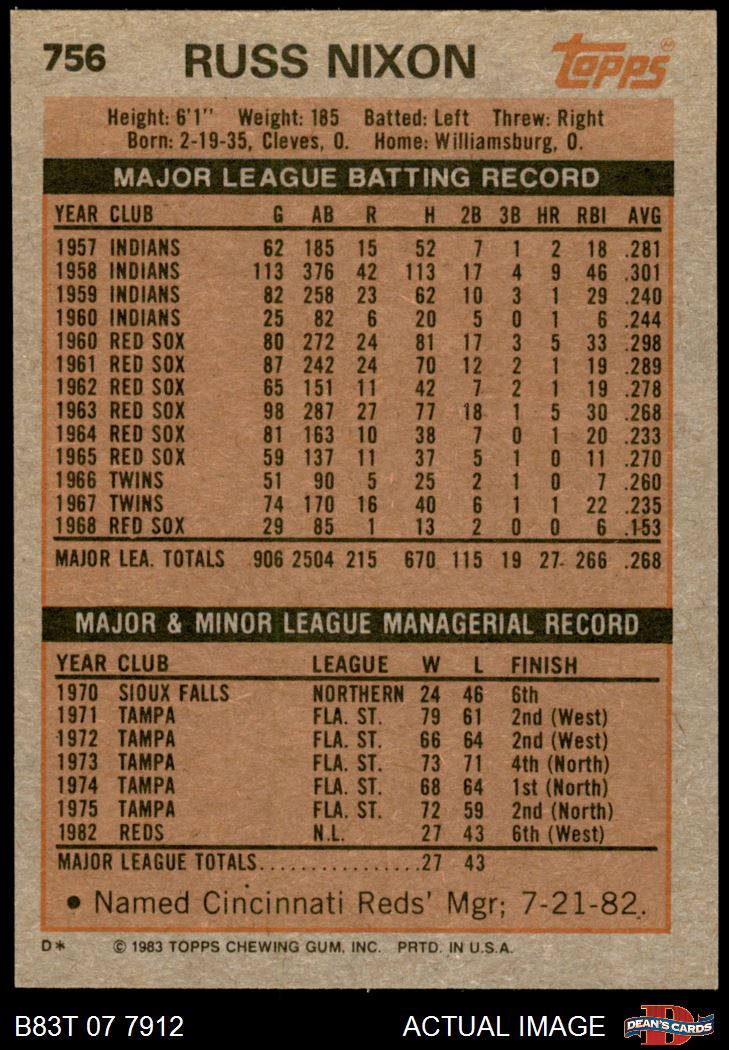 756 RUSS NIXON Topps
Height: 6'1" Weight: 185 Batted: Left Threw: Right
Born: 2-19-35, Cleves, O. Home: Williamsburg, O.
MAJOR LEAGUE BATTING RECORD
YEAR CLUB G AB R H 2B 3B HR RBI AVG
1957 INDIANS 62 185 15 52 7 1 2 18 .281
1958 INDIANS 113 376 42 113 17 4 9 46 .301
1959 INDIANS 82 258 23 62 10 3 1 29 .240
1960 INDIANS 25 82 6 20 5 0 1 6 .244
1960 RED SOX 80 272 24 81 17 3 5 33 .298
1961 RED SOX 87 242 24 70 12 2 1 19 .289
1962 RED SOX 65 151 11 42 7 2 1 19 .278
1963 RED SOX 98 287 27 77 18 1 5 30 .268
1964 RED SOX 81 163 10 38 7 0 1 20 .233
1965 RED SOX 59 137 11 37 5 1 0 11 .270
1966 TWINS 51 90 5 25 2 1 0 7 .260
1967 TWINS 74 170 16 40 6 1 1 22 .235
1968 RED SOX 29 85 1 13 2 0 0 6 .153
MAJOR LEA. TOTALS 906 2504 215 670 115 19 27 266 .268
MAJOR & MINOR LEAGUE MANAGERIAL RECORD
YEAR CLUB LEAGUE W L FINISH
1970 SIOUX FALLS NORTHERN 24 46 6th
1971 TAMPA FLA. ST. 79 61 2nd (West)
1972 TAMPA FLA. ST. 66 64 2nd (West)
1973 TAMPA FLA. ST. 73 71 4th (North)
1974 TAMPA FLA. ST. 68 64 1st (North)
1975 TAMPA FLA. ST. 72 59 2nd (North)
1982 REDS N.L. 27 43 6th (West)
MAJOR LEAGUE TOTALS................27 43
• Named Cincinnati Reds' Mgr; 7-21-82.
D* © 1983 TOPPS CHEWING GUM, INC. PRTD. IN U.S.A.
B83T 07 7912 ACTUAL IMAGE D DEAN'S CARDS